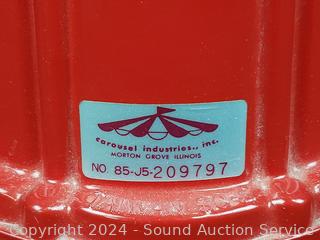 carousel industries., inc.
MORTON GROVE ILLINOIS
NO. 85-J5-209797
Copyright © 2024 - Sound Auction Service